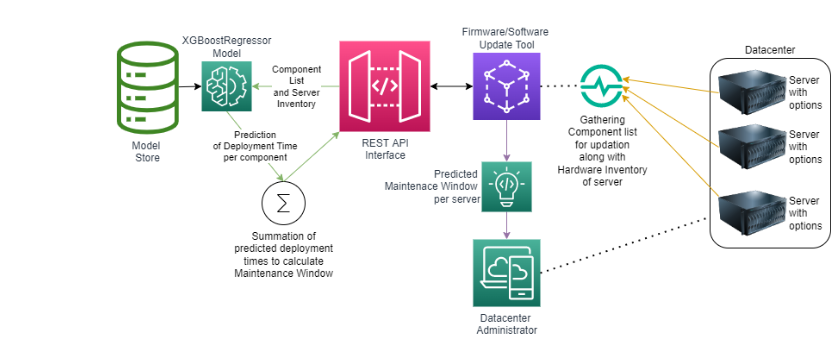 XGBoostRegressor
Model
Firmware/Software
Update Tool
Datacenter
Component
List
and Server
Inventory
Server
with
options
Gathering
Component list
for updation
along with
Hardware Inventory
of server
Model
Store
Prediction
of Deployment Time
per component
REST API
Interface
Server
with
options
Predicted
Maintenace Window
per server
Server
with
options
Σ
Summation of
predicted deployment
times to calculate
Maintenance Window
Datacenter
Administrator